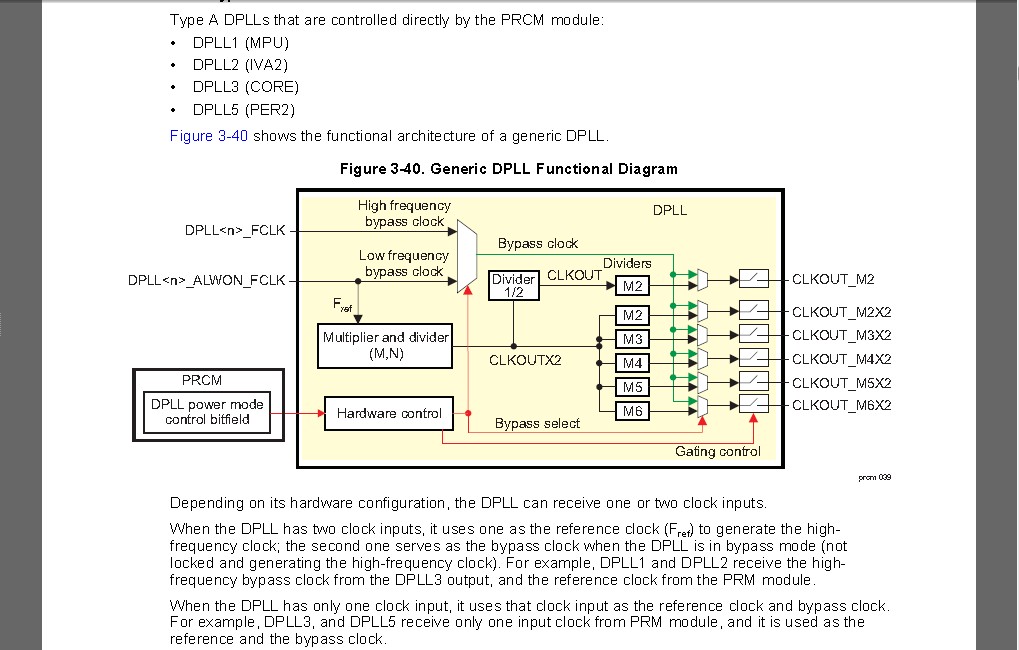 Type A DPLLs that are controlled directly by the PRCM module:
• DPLL1 (MPU)
• DPLL2 (IVA2)
• DPLL3 (CORE)
• DPLL5 (PER2)
Figure 3-40 shows the functional architecture of a generic DPLL.
Figure 3-40. Generic DPLL Functional Diagram
DPLL
High frequency
bypass clock
DPLL<n>_FCLK
Bypass clock
Low frequency
bypass clock
DPLL<n>_ALWON_FCLK
Dividers
Divider
1/2
CLKOUT
M2
CLKOUT_M2
Fref
M2
CLKOUT_M2X2
Multiplier and divider
(M,N)
M3
CLKOUT_M3X2
CLKOUTX2
M4
CLKOUT_M4X2
M5
CLKOUT_M5X2
M6
CLKOUT_M6X2
PRCM
DPLL power mode
control bitfield
Hardware control
Bypass select
Gating control
prcm 039
Depending on its hardware configuration, the DPLL can receive one or two clock inputs.
When the DPLL has two clock inputs, it uses one as the reference clock (Fref) to generate the high-
frequency clock; the second one serves as the bypass clock when the DPLL is in bypass mode (not
locked and generating the high-frequency clock). For example, DPLL1 and DPLL2 receive the high-
frequency bypass clock from the DPLL3 output, and the reference clock from the PRM module.
When the DPLL has only one clock input, it uses that clock input as the reference clock and bypass clock.
For example, DPLL3, and DPLL5 receive only one input clock from PRM module, and it is used as the
reference and the bypass clock.